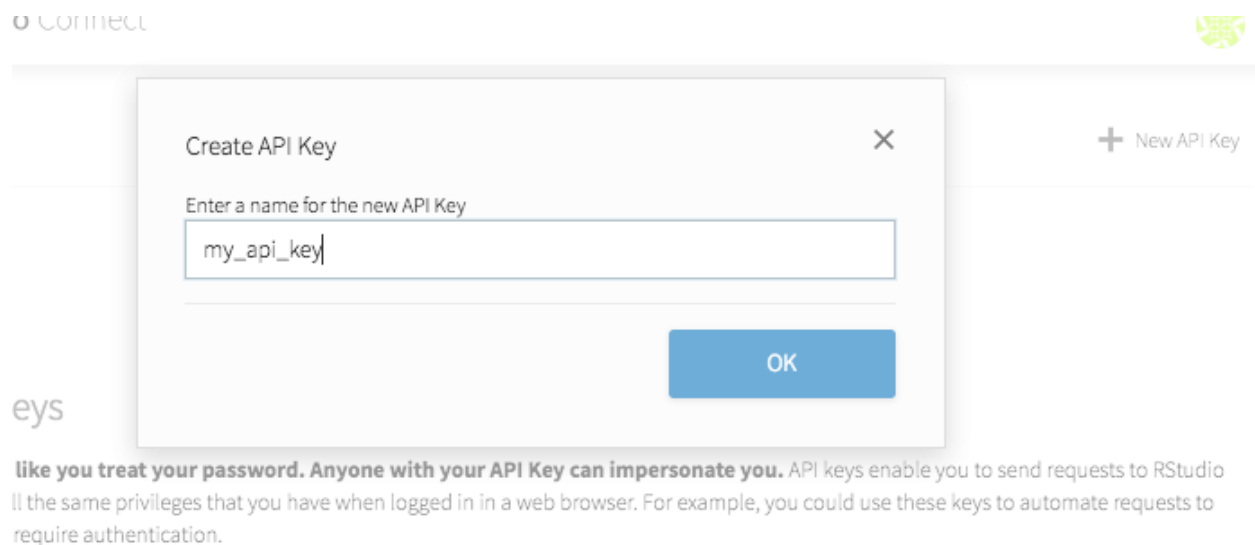 o Connect
Create API Key
New API Key
Enter a name for the new API Key
my_api_key
OK
eys
like you treat your password. Anyone with your API Key can impersonate you. API keys enable you to send requests to RStudio
ll the same privileges that you have when logged in in a web browser. For example, you could use these keys to automate requests to
require authentication.